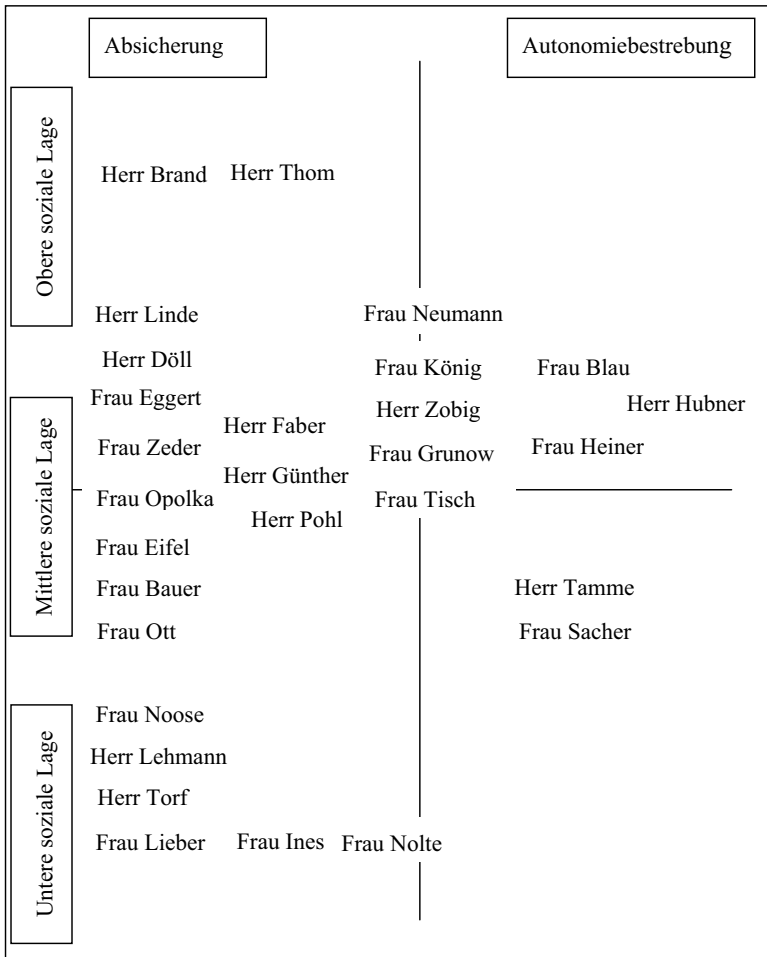 Absicherung
Autonomiebestrebung
Obere soziale Lage
Herr Brand
Herr Thom
Herr Linde
Frau Neumann
Herr Döll
Frau König
Frau Blau
Frau Eggert
Herr Zobig
Herr Hubner
Herr Faber
Mittlere soziale Lage
Frau Zeder
Frau Grunow
Frau Heiner
Herr Günther
Frau Opolka
Frau Tisch
Herr Pohl
Frau Eifel
Frau Bauer
Herr Tamme
Frau Ott
Frau Sacher
Untere soziale Lage
Frau Noose
Herr Lehmann
Herr Torf
Frau Lieber
Frau Ines
Frau Nolte